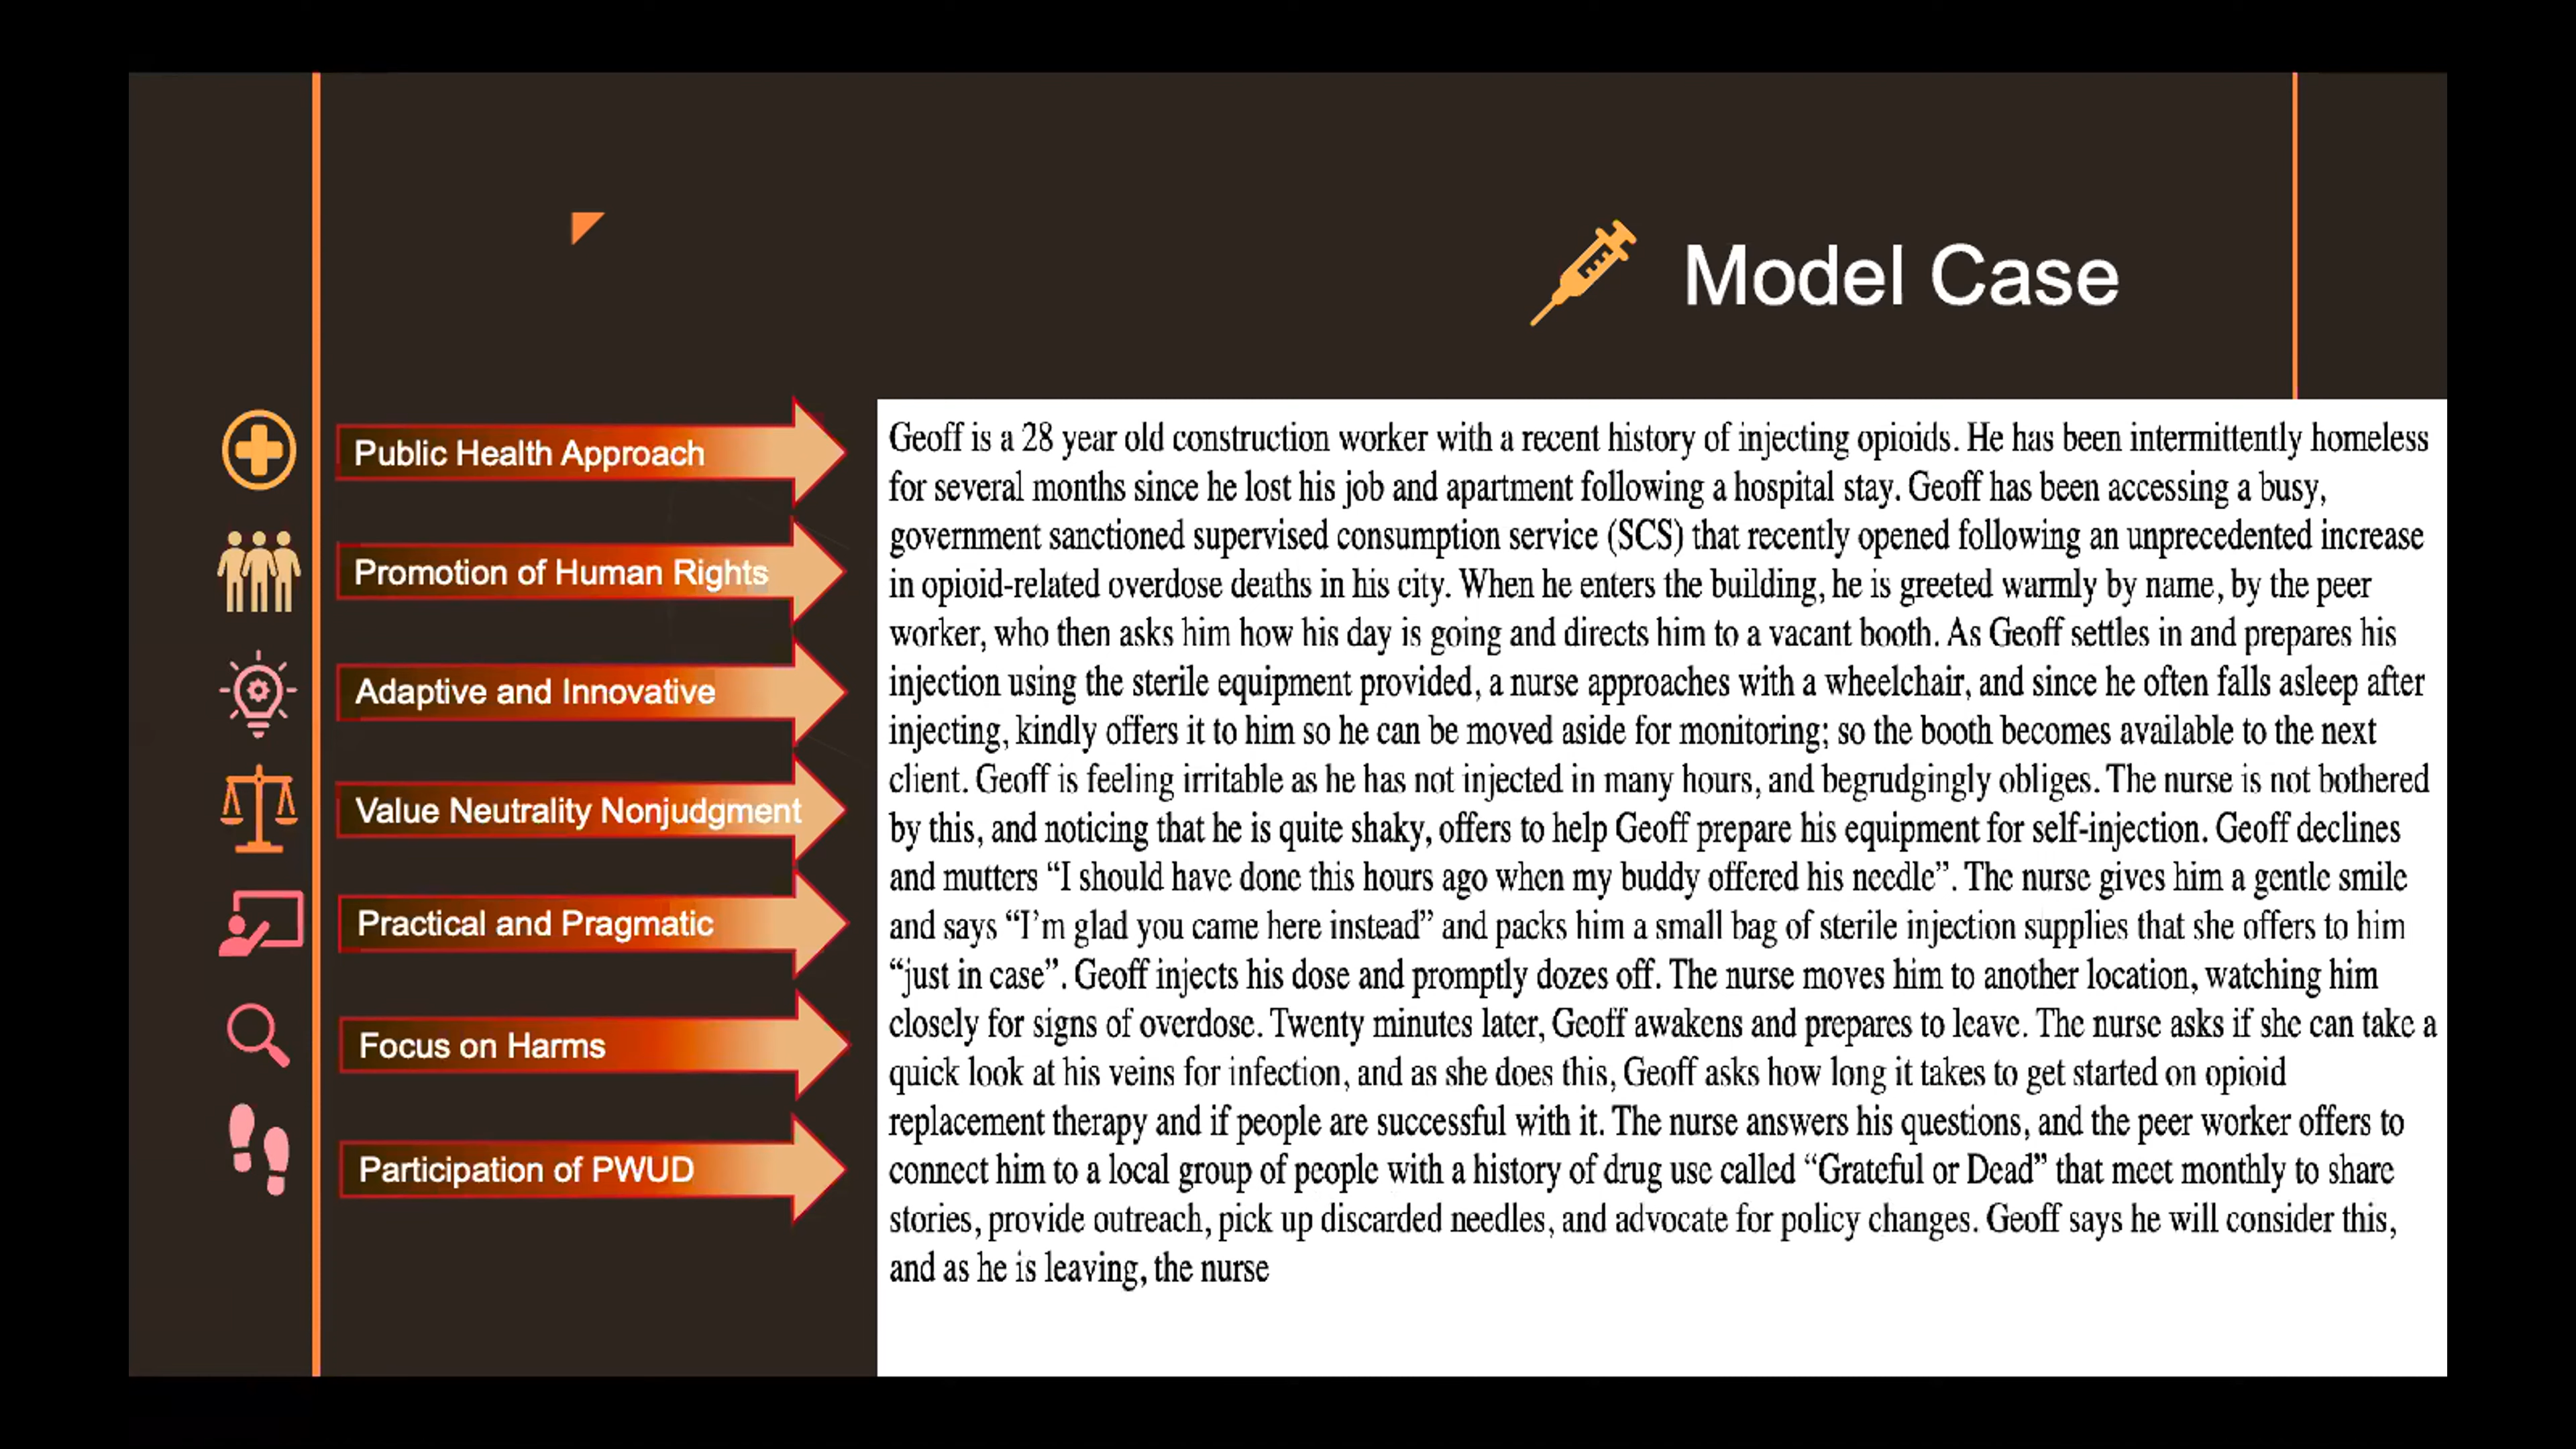 Model Case
Public Health Approach
Promotion of Human Rights
Adaptive and Innovative
Value Neutrality Nonjudgment
Practical and Pragmatic
Focus on Harms
Participation of PWUD
Geoff is a 28 year old construction worker with a recent history of injecting opioids. He has been intermittently homeless
for several months since he lost his job and apartment following a hospital stay. Geoff has been accessing a busy,
government sanctioned supervised consumption service (SCS) that recently opened following an unprecedented increase
in opioid-related overdose deaths in his city. When he enters the building, he is greeted warmly by name, by the peer
worker, who then asks him how his day is going and directs him to a vacant booth. As Geoff settles in and prepares his
injection using the sterile equipment provided, a nurse approaches with a wheelchair, and since he often falls asleep after
injecting, kindly offers it to him so he can be moved aside for monitoring; so the booth becomes available to the next
client. Geoff is feeling irritable as he has not injected in many hours, and begrudgingly obliges. The nurse is not bothered
by this, and noticing that he is quite shaky, offers to help Geoff prepare his equipment for self-injection. Geoff declines
and mutters “I should have done this hours ago when my buddy offered his needle”. The nurse gives him a gentle smile
and says “I’m glad you came here instead” and packs him a small bag of sterile injection supplies that she offers to him
“just in case”. Geoff injects his dose and promptly dozes off. The nurse moves him to another location, watching him
closely for signs of overdose. Twenty minutes later, Geoff awakens and prepares to leave. The nurse asks if she can take a
quick look at his veins for infection, and as she does this, Geoff asks how long it takes to get started on opioid
replacement therapy and if people are successful with it. The nurse answers his questions, and the peer worker offers to
connect him to a local group of people with a history of drug use called “Grateful or Dead” that meet monthly to share
stories, provide outreach, pick up discarded needles, and advocate for policy changes. Geoff says he will consider this,
and as he is leaving, the nurse